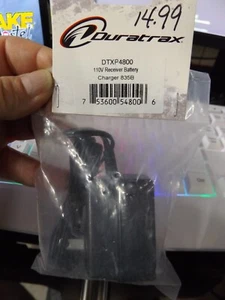 14.99
Duratrax
DTXP4800
110V Receiver Battery
Charger 835B
7 53600 54800 6